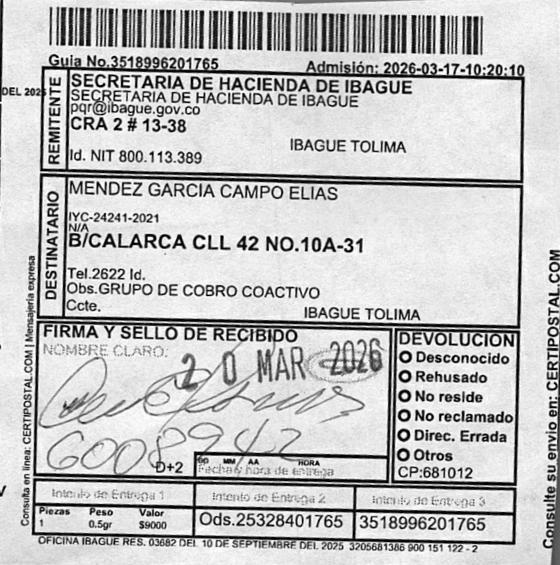 Guia No.3518996201765
Admisión: 2026-03-17-10:20:10
DEL 202
REMITENTE
SECRETARIA DE HACIENDA DE IBAGUE
SECRETARIA DE HACIENDA DE IBAGUE
pqr@ibague.gov.co
CRA 2 # 13-38
IBAGUE TOLIMA
Id. NIT 800.113.389
DESTINATARIO
MENDEZ GARCIA CAMPO ELIAS
IYC-24241-2021
N/A
B/CALARCA CLL 42 NO.10A-31
Tel.2622 Id.
Obs.GRUPO DE COBRO COACTIVO
Ccte.
IBAGUE TOLIMA
FIRMA Y SELLO DE RECIBIDO
NOMBRE CLARO:
20 MAR 2026
6008942
D+2
MM AA HORA
Fecha y hora de entrega
DEVOLUCION
Desconocido
Rehusado
No reside
No reclamado
Direc. Errada
Otros
CP:681012
Intento de Entrega 1
Intento de Entrega 2
Intento de Entrega 3
Piezas Peso Valor
1 0.5gr $9000
Ods.25328401765
3518996201765
OFICINA IBAGUE RES. 03682 DEL 10 DE SEPTIEMBRE DEL 2025 3205681386 900 151 122 - 2
Consulta en línea: CERTIPOSTAL.COM | Mensajería expresa
Consulte su envio en: CERTIPOSTAL.COM